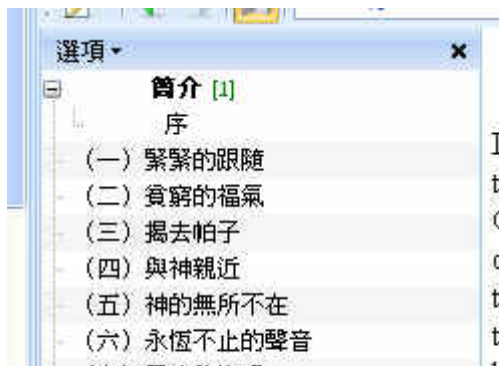 選項
簡介 [1]
序
（一）緊緊的跟隨
（二）貧窮的福氣
（三）揭去帕子
（四）與神親近
（五）神的無所不在
（六）永恆不止的聲音